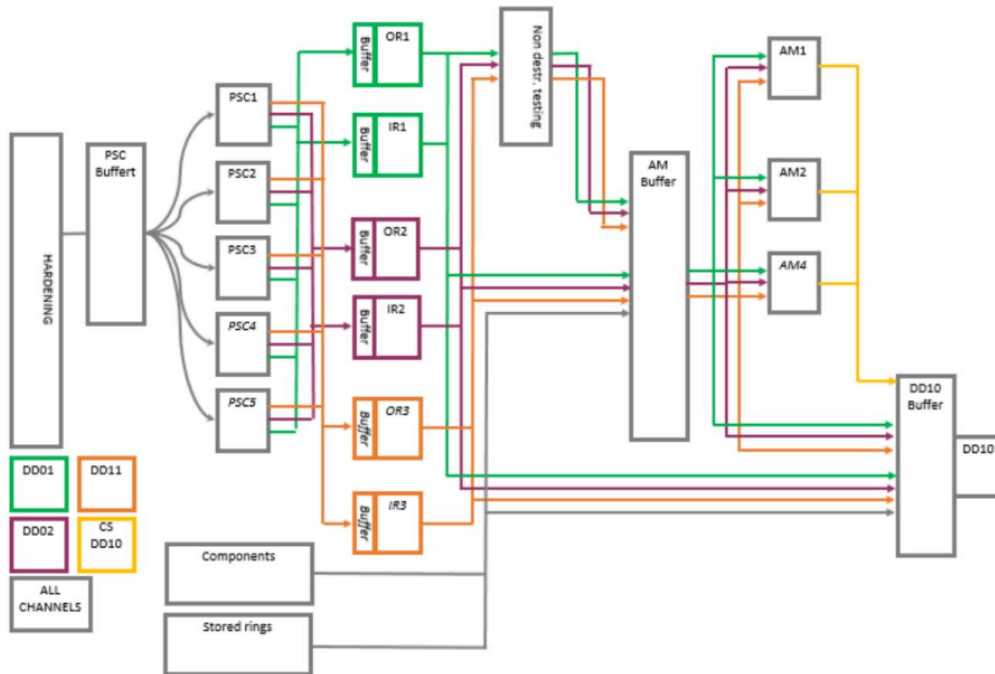 HARDENING
PSC
Buffert
PSC1
PSC2
PSC3
PSC4
PSC5
Buffer
OR1
Buffer
IR1
Buffer
OR2
Buffer
IR2
Buffer
OR3
Buffer
IR3
Non destr. testing
AM
Buffer
AM1
AM2
AM4
DD10
Buffer
DD10
DD01
DD11
DD02
CS
DD10
ALL
CHANNELS
Components
Stored rings